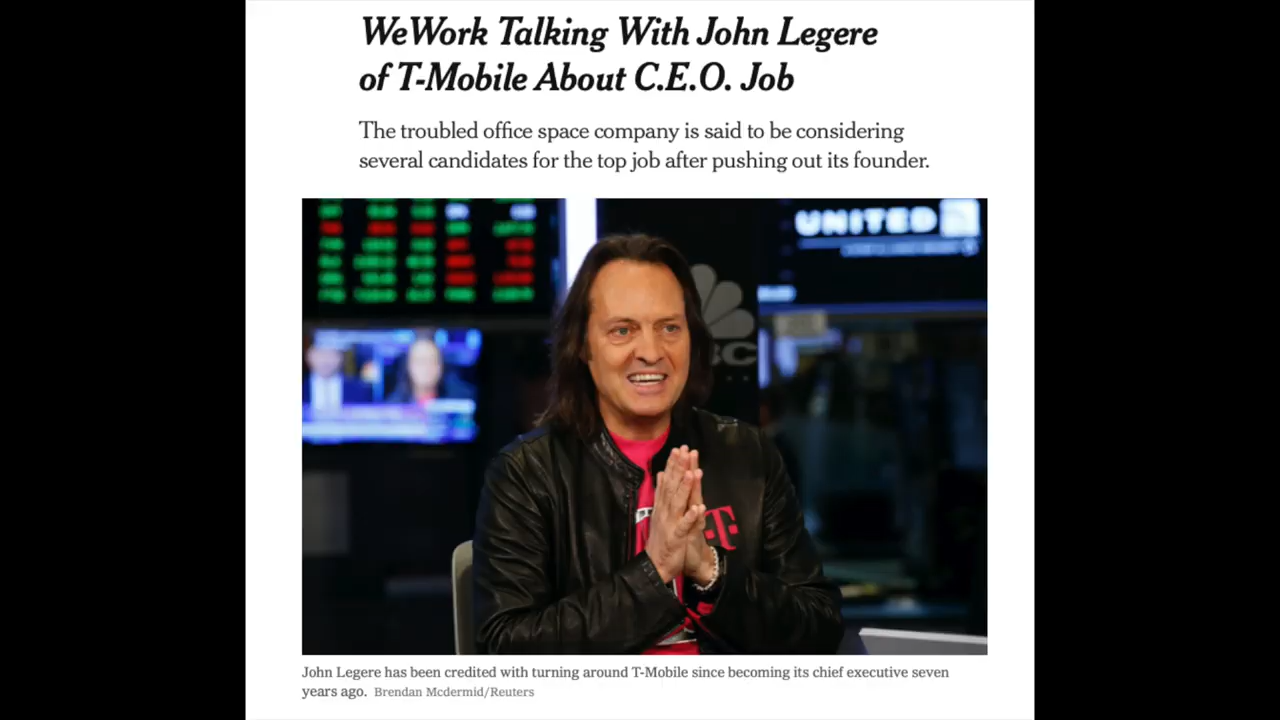 WeWork Talking With John Legere
of T-Mobile About C.E.O. Job
The troubled office space company is said to be considering
several candidates for the top job after pushing out its founder.
UNITED
T
John Legere has been credited with turning around T-Mobile since becoming its chief executive seven
years ago. Brendan Mcdermid/Reuters